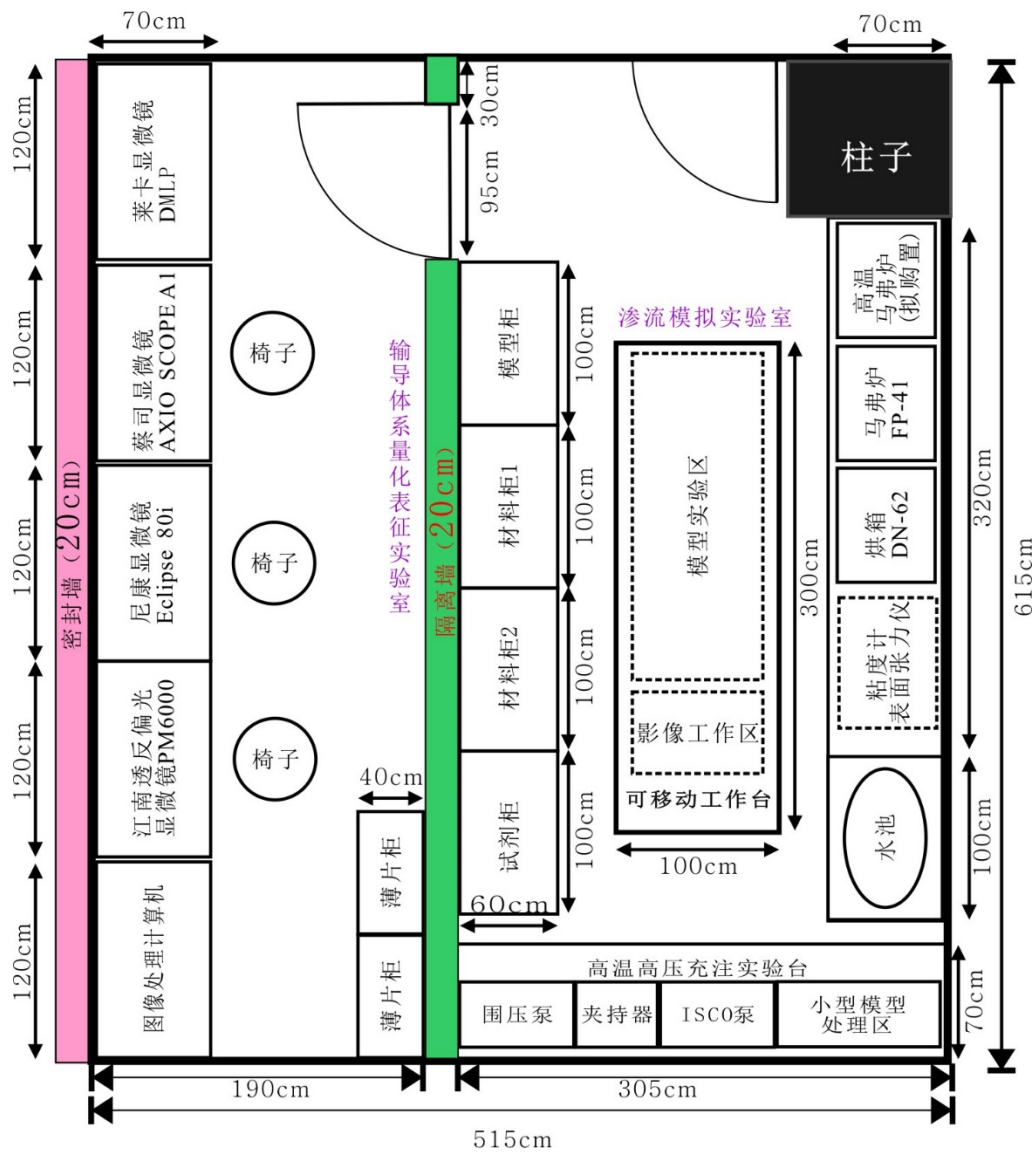 70cm
70cm
120cm
120cm
120cm
120cm
120cm
密封墙（20cm）
莱卡显微镜
DMLP
蔡司显微镜
AXIO SCOPE A1
尼康显微镜
Eclipse 80i
江南透反偏光
显微镜PM6000
图像处理计算机
椅子
椅子
椅子
输导体系量化表征实验室
40cm
薄片柜
薄片柜
隔离墙（20cm）
30cm
95cm
模型柜
材料柜1
材料柜2
试剂柜
100cm
100cm
100cm
100cm
60cm
渗流模拟实验室
模型实验区
影像工作区
可移动工作台
300cm
100cm
柱子
高温
马弗炉
(拟购置)
马弗炉
FP-41
烘箱
DN-62
粘度计
表面张力仪
水池
320cm
100cm
615cm
高温高压充注实验台
围压泵
夹持器
ISCO泵
小型模型
处理区
70cm
190cm
305cm
515cm